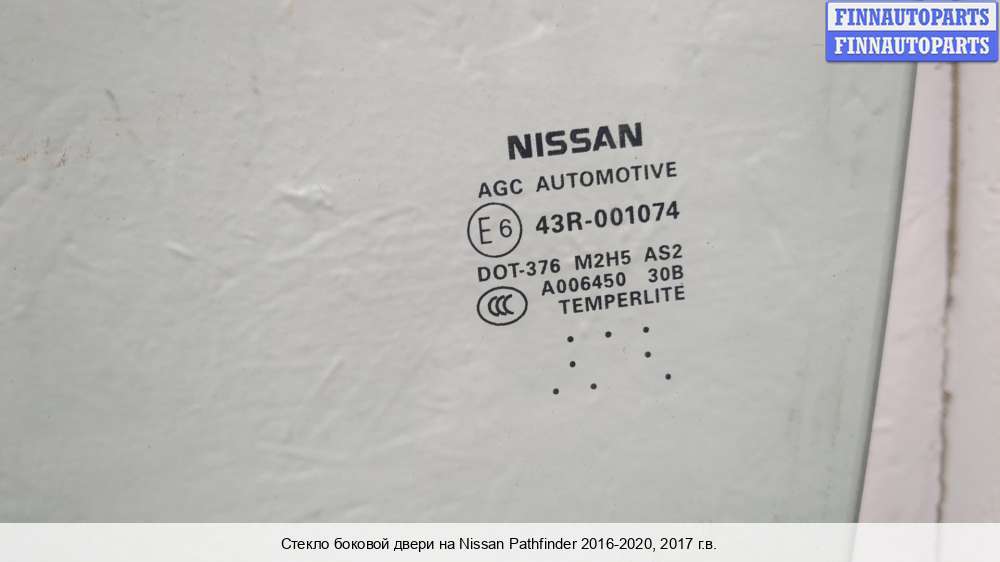 FINNAUTOPARTS
FINNAUTOPARTS
NISSAN
AGC AUTOMOTIVE
E6 43R-001074
DOT-376 M2H5 AS2
A006450 30B
CCC TEMPERLITE
Стекло боковой двери на Nissan Pathfinder 2016-2020, 2017 г.в.